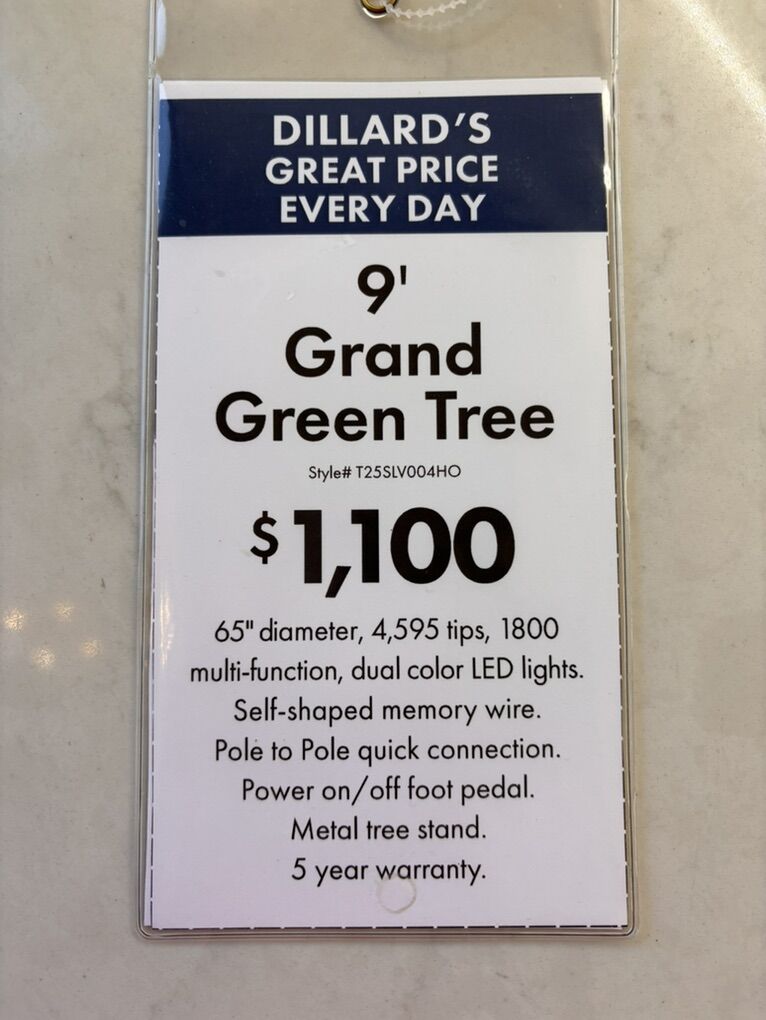 DILLARD'S
GREAT PRICE
EVERY DAY
9'
Grand
Green Tree
Style# T25SLV004HO
$1,100
65" diameter, 4,595 tips, 1800
multi-function, dual color LED lights.
Self-shaped memory wire.
Pole to Pole quick connection.
Power on/off foot pedal.
Metal tree stand.
5 year warranty.